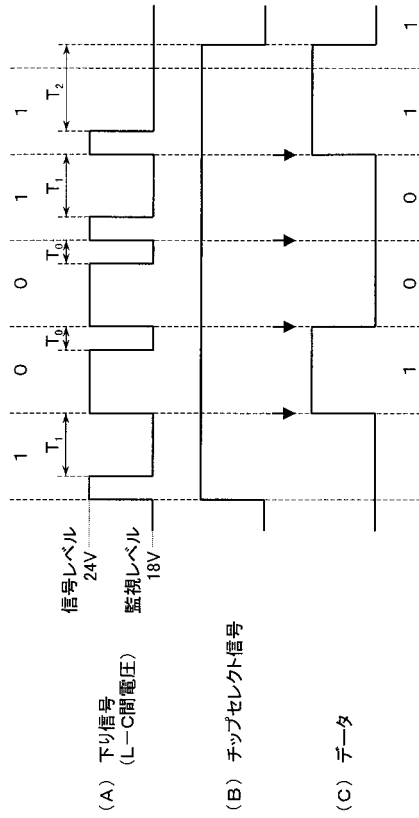 1 0 0 1 1
信号レベル
24V
T₁ T₀ T₀ T₁ T₂
(A) 下り信号
(L－C間電圧)
監視レベル
18V
(B) チップセレクト信号
(C) データ
1 0 0 1 1